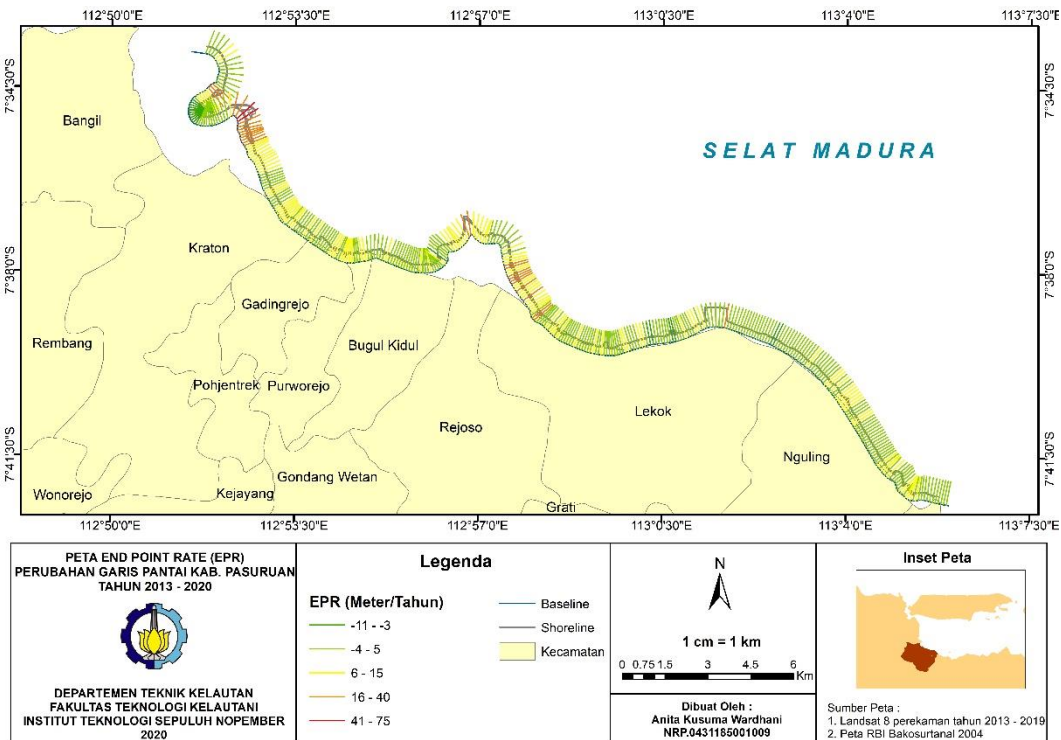 112°50'0"E 112°53'30"E 112°57'0"E 113°0'30"E 113°4'0"E 113°7'30"E
7°34'30"S 7°34'30"S
Bangil
SELAT MADURA
Kraton
7°38'0"S 7°38'0"S
Gadingrejo
Rembang Bugul Kidul
Pohjentrek Purworejo
Lekok
Rejoso
Nguling
7°41'30"S 7°41'30"S
Gondang Wetan
Wonorejo Kejayang
Grati
112°50'0"E 112°53'30"E 112°57'0"E 113°0'30"E 113°4'0"E 113°7'30"E
PETA END POINT RATE (EPR)
PERUBAHAN GARIS PANTAI KAB. PASURUAN
TAHUN 2013 - 2020
DEPARTEMEN TEKNIK KELAUTAN
FAKULTAS TEKNOLOGI KELAUTANI
INSTITUT TEKNOLOGI SEPULUH NOPEMBER
2020
Legenda
EPR (Meter/Tahun)
-11 - -3
-4 - 5
6 - 15
16 - 40
41 - 75
Baseline
Shoreline
Kecamatan
N
1 cm = 1 km
0 0.75 1.5 3 4.5 6
Km
Dibuat Oleh :
Anita Kusuma Wardhani
NRP.0431185001009
Inset Peta
Sumber Peta :
1. Landsat 8 perekaman tahun 2013 - 2019
2. Peta RBI Bakosurtanal 2004